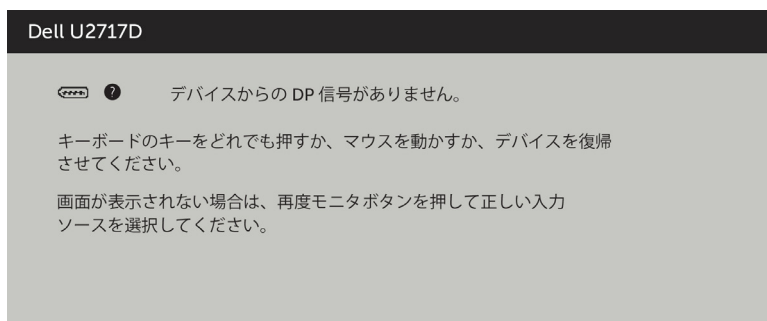 Dell U2717D
? デバイスからの DP 信号がありません。
キーボードのキーをどれでも押すか、マウスを動かすか、デバイスを復帰
させてください。
画面が表示されない場合は、再度モニタボタンを押して正しい入力
ソースを選択してください。